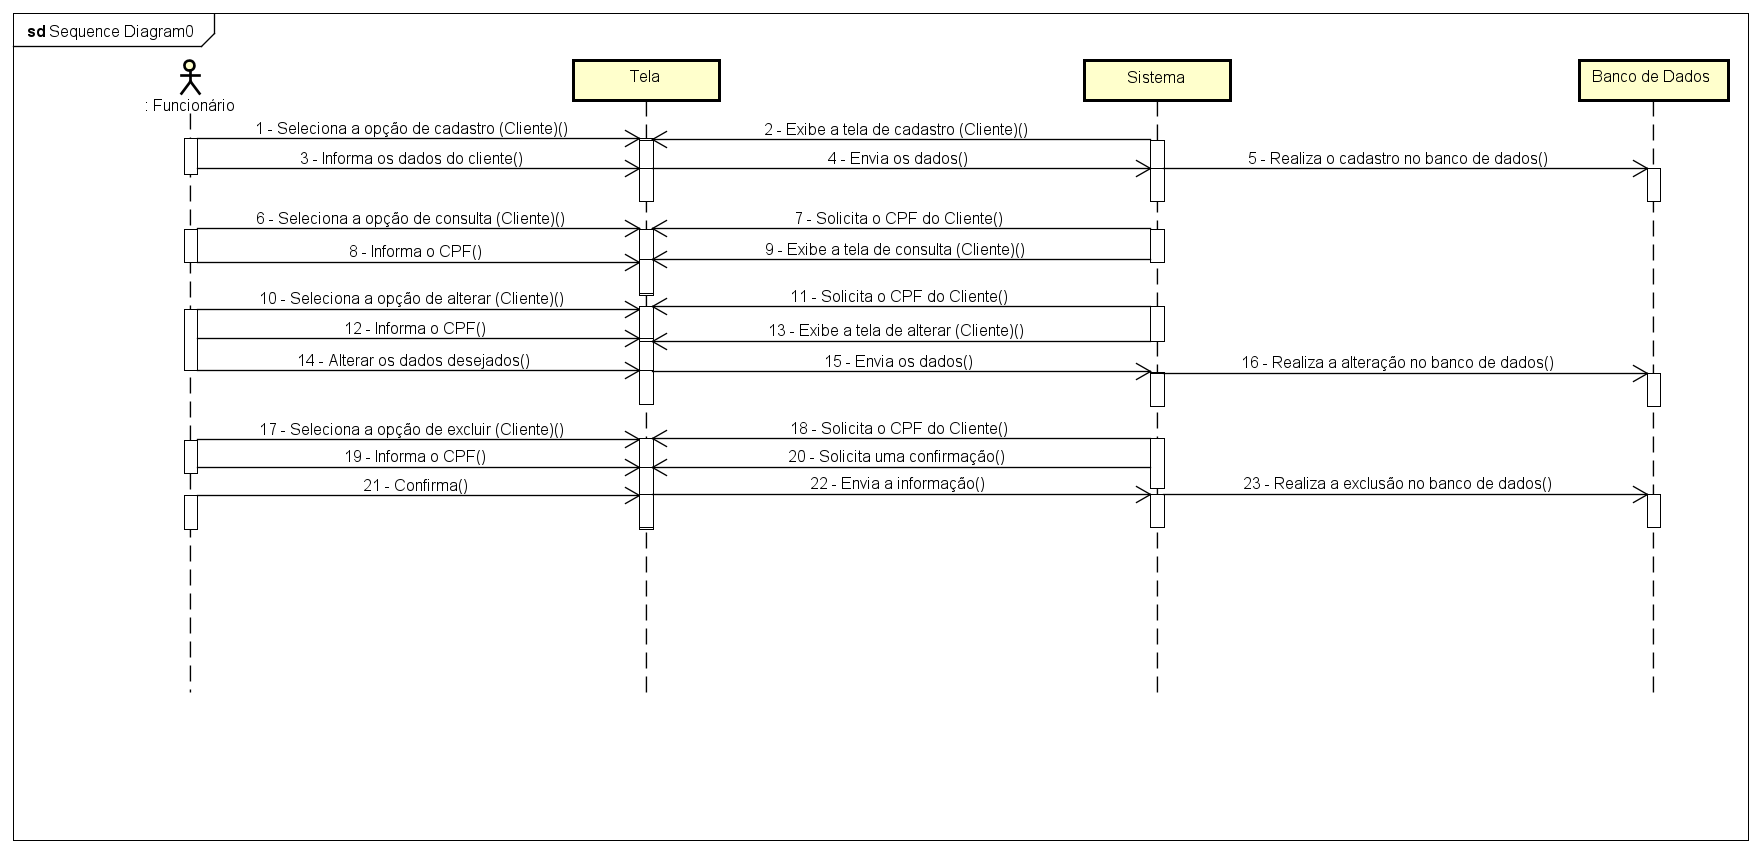 sd Sequence Diagram0
: Funcionário
Tela
Sistema
Banco de Dados
1 - Seleciona a opção de cadastro (Cliente)()
2 - Exibe a tela de cadastro (Cliente)()
3 - Informa os dados do cliente()
4 - Envia os dados()
5 - Realiza o cadastro no banco de dados()
6 - Seleciona a opção de consulta (Cliente)()
7 - Solicita o CPF do Cliente()
8 - Informa o CPF()
9 - Exibe a tela de consulta (Cliente)()
10 - Seleciona a opção de alterar (Cliente)()
11 - Solicita o CPF do Cliente()
12 - Informa o CPF()
13 - Exibe a tela de alterar (Cliente)()
14 - Alterar os dados desejados()
15 - Envia os dados()
16 - Realiza a alteração no banco de dados()
17 - Seleciona a opção de excluir (Cliente)()
18 - Solicita o CPF do Cliente()
19 - Informa o CPF()
20 - Solicita uma confirmação()
21 - Confirma()
22 - Envia a informação()
23 - Realiza a exclusão no banco de dados()